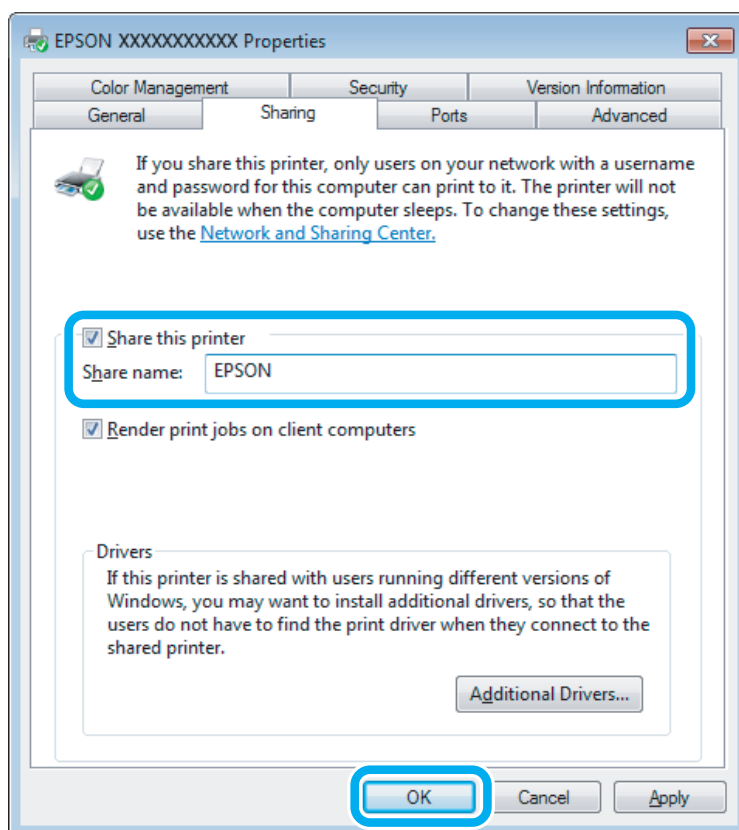 EPSON XXXXXXXXXXX Properties
Color Management Security Version Information
General Sharing Ports Advanced
If you share this printer, only users on your network with a username
and password for this computer can print to it. The printer will not
be available when the computer sleeps. To change these settings,
use the Network and Sharing Center.
Share this printer
Share name: EPSON
Render print jobs on client computers
Drivers
If this printer is shared with users running different versions of
Windows, you may want to install additional drivers, so that the
users do not have to find the print driver when they connect to the
shared printer.
Additional Drivers...
OK Cancel Apply